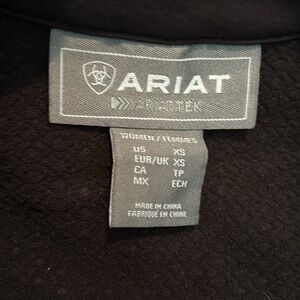 ARIAT
ARIATTEK
WOMEN / FEMMES
US XS
EUR/UK XS
CA TP
MX ECH
MADE IN CHINA
FABRIQUÉ EN CHINE